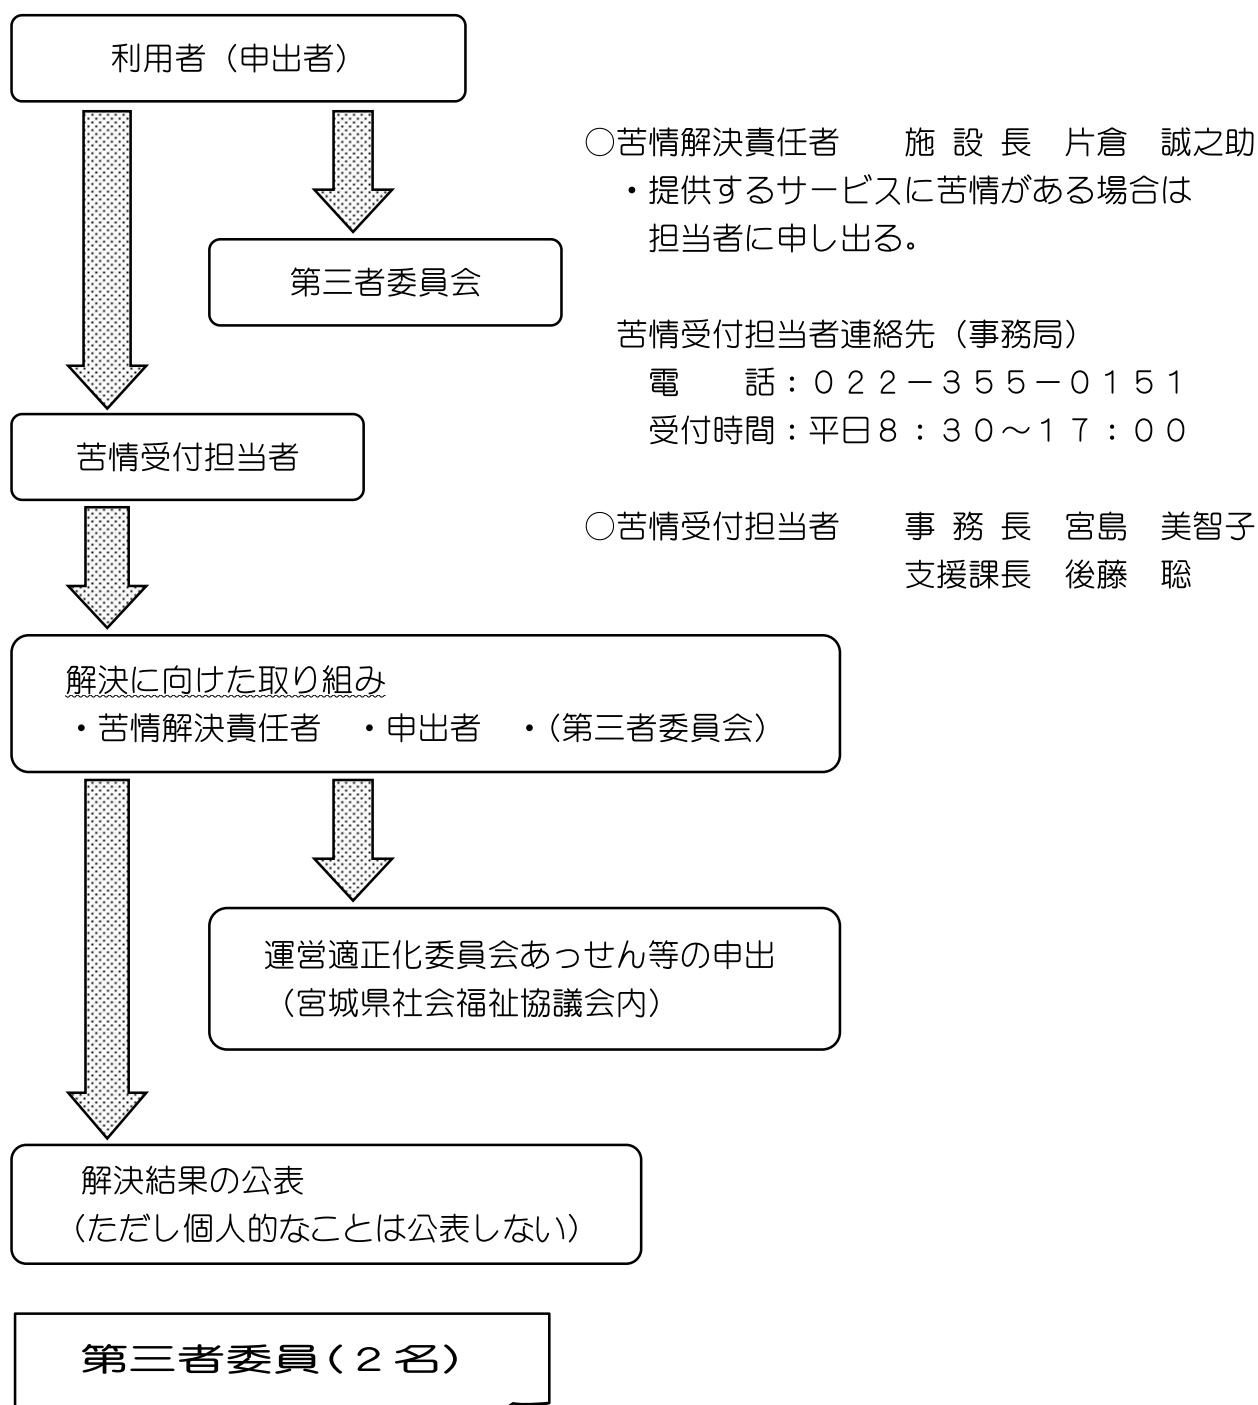 利用者（申出者）
第三者委員会
苦情受付担当者
○苦情解決責任者　　施 設 長　片倉　誠之助
・提供するサービスに苦情がある場合は
担当者に申し出る。
苦情受付担当者連絡先（事務局）
電　　話：０２２－３５５－０１５１
受付時間：平日８：３０～１７：００
○苦情受付担当者　　事 務 長　宮島　美智子
支援課長　後藤　聡
解決に向けた取り組み
・苦情解決責任者　・申出者　・（第三者委員会）
運営適正化委員会あっせん等の申出
（宮城県社会福祉協議会内）
解決結果の公表
（ただし個人的なことは公表しない）
第三者委員（２名）